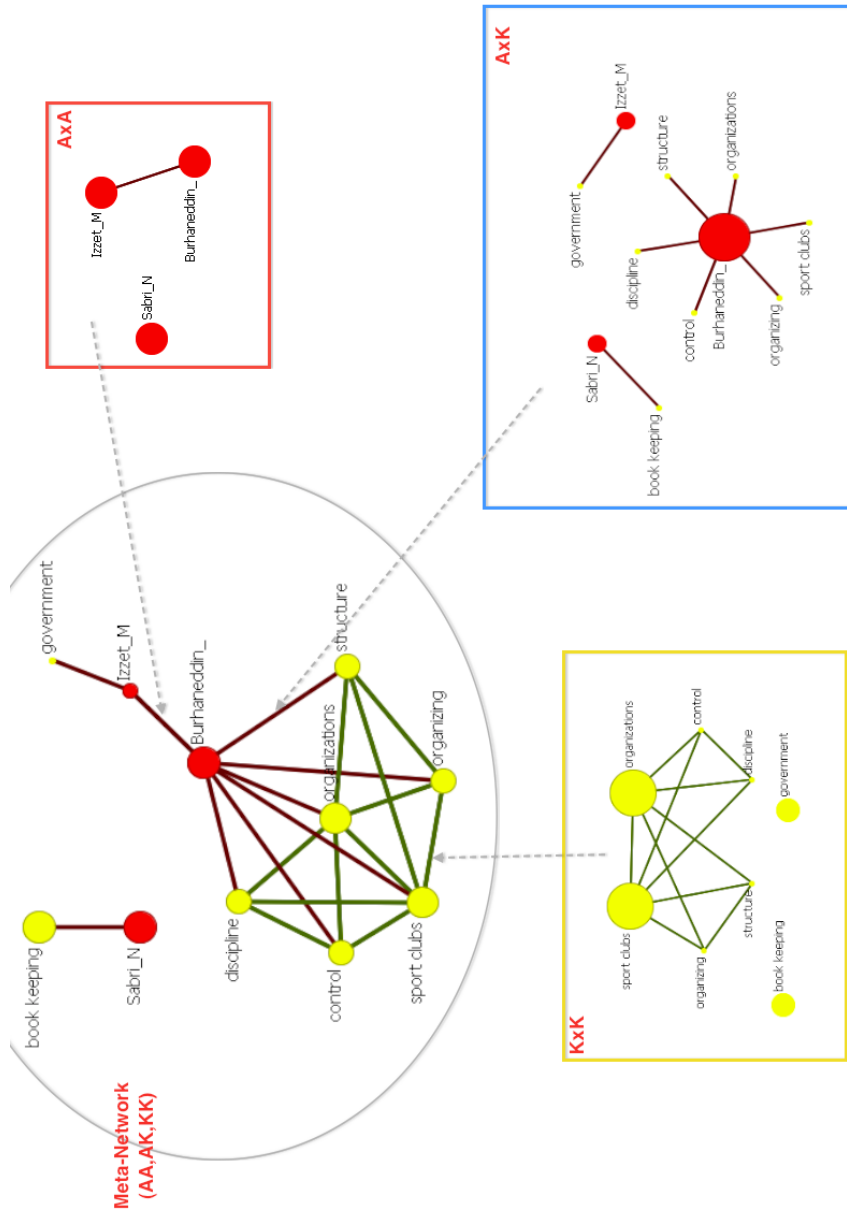 Meta-Network
(AA,AK,KK)
book keeping
Sabri_N
government
Izzet_M
Burhaneddin_
structure
organizations
organizing
discipline
control
sport clubs
AxA
Izzet_M
Burhaneddin_
Sabri_N
AxK
Izzet_M
government
structure
organizations
discipline
Burhaneddin_
control
sport clubs
organizing
Sabri_N
book keeping
KxK
organizations
control
discipline
government
sport clubs
structure
organizing
book keeping